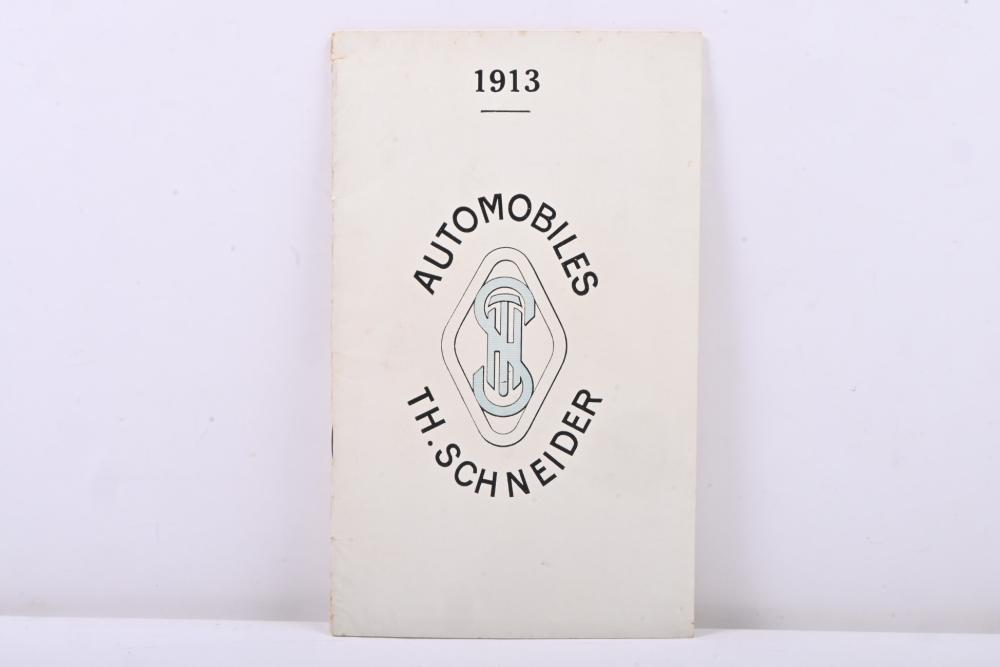 1913
AUTOMOBILES
TH. SCHNEIDER